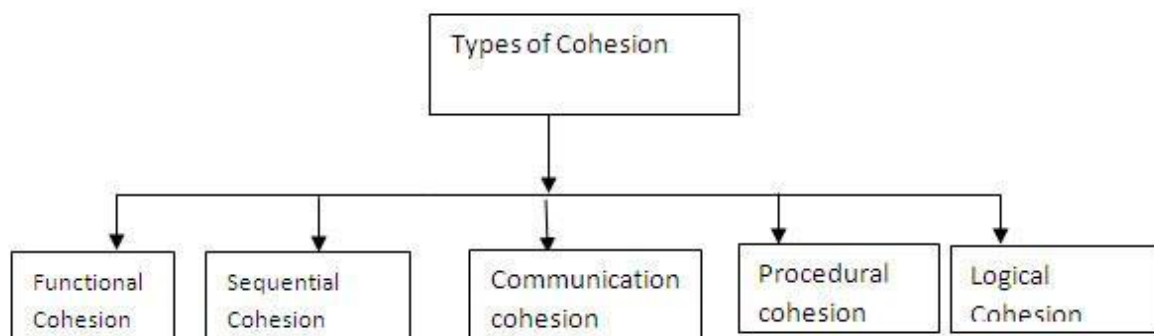 Types of Cohesion
Functional
Cohesion
Sequential
Cohesion
Communication
cohesion
Procedural
cohesion
Logical
Cohesion